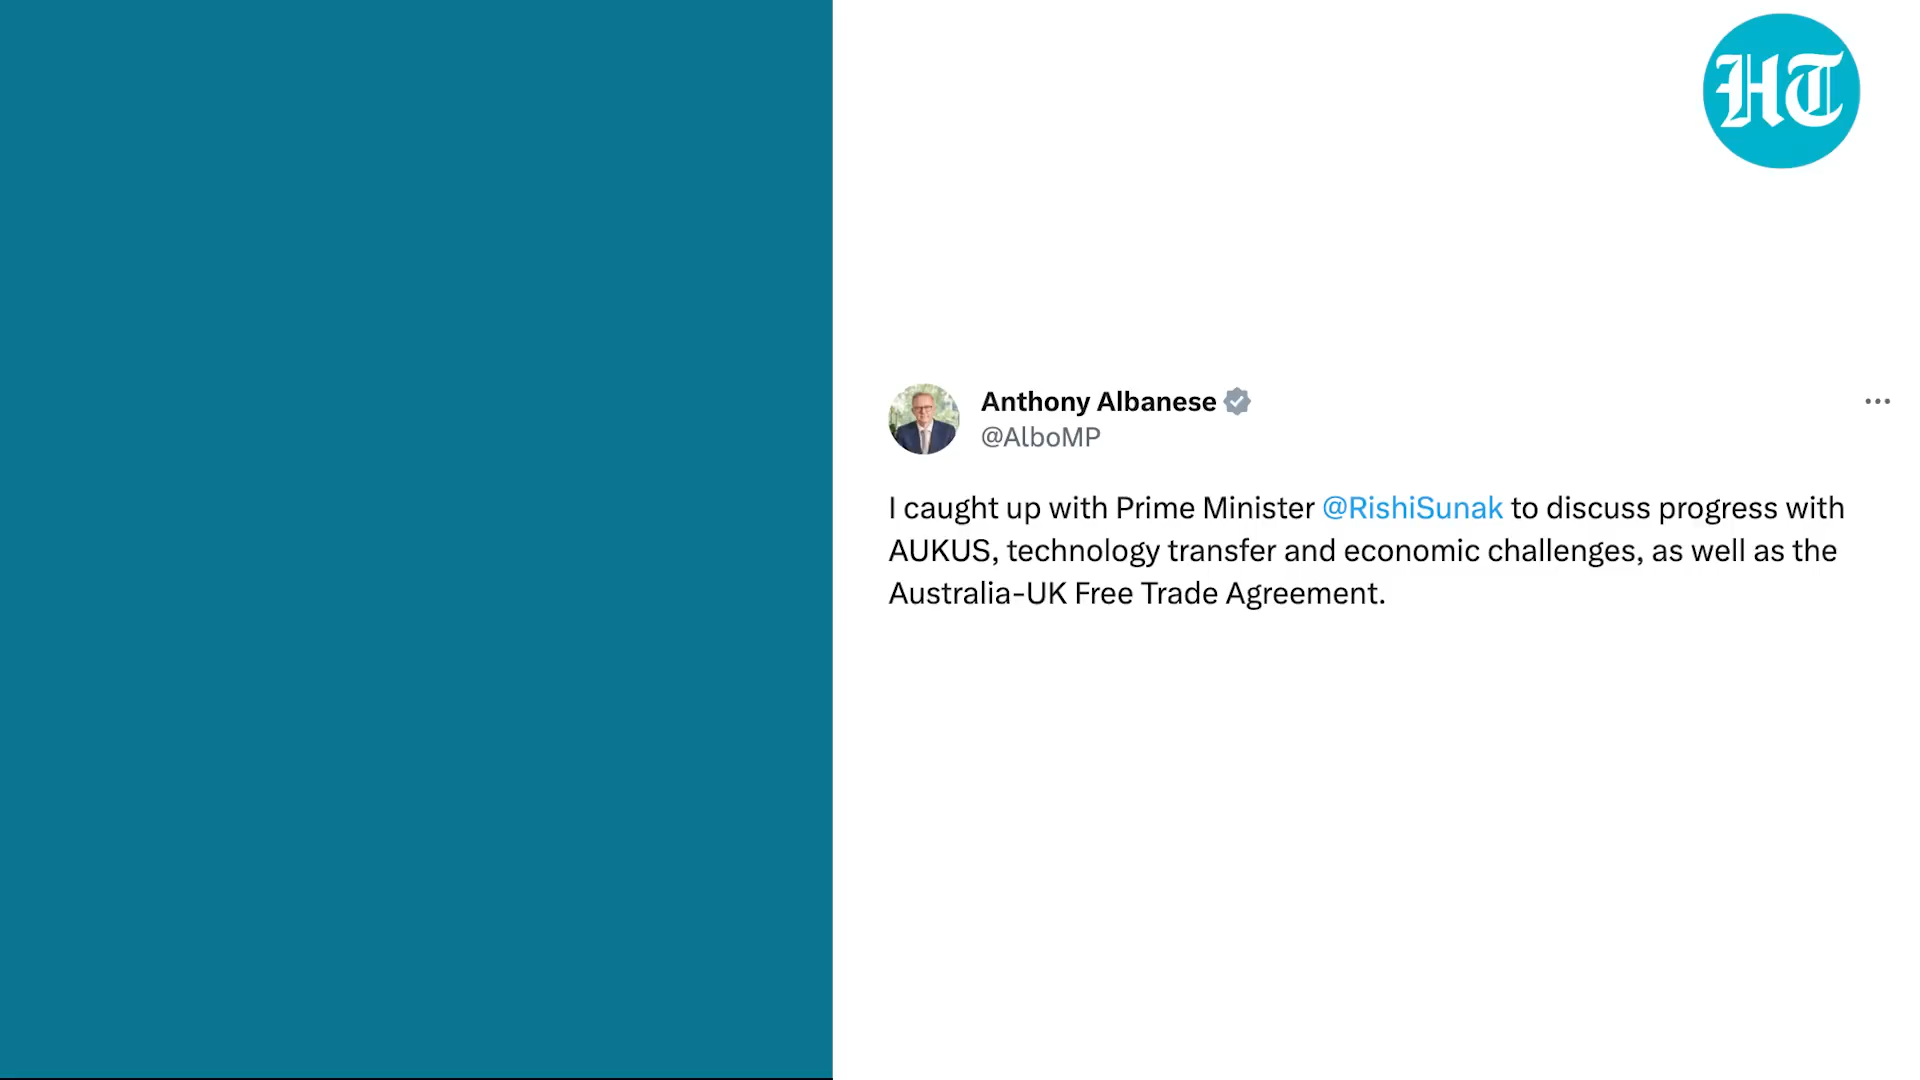 HT
Anthony Albanese
@AlboMP
I caught up with Prime Minister @RishiSunak to discuss progress with
AUKUS, technology transfer and economic challenges, as well as the
Australia-UK Free Trade Agreement.